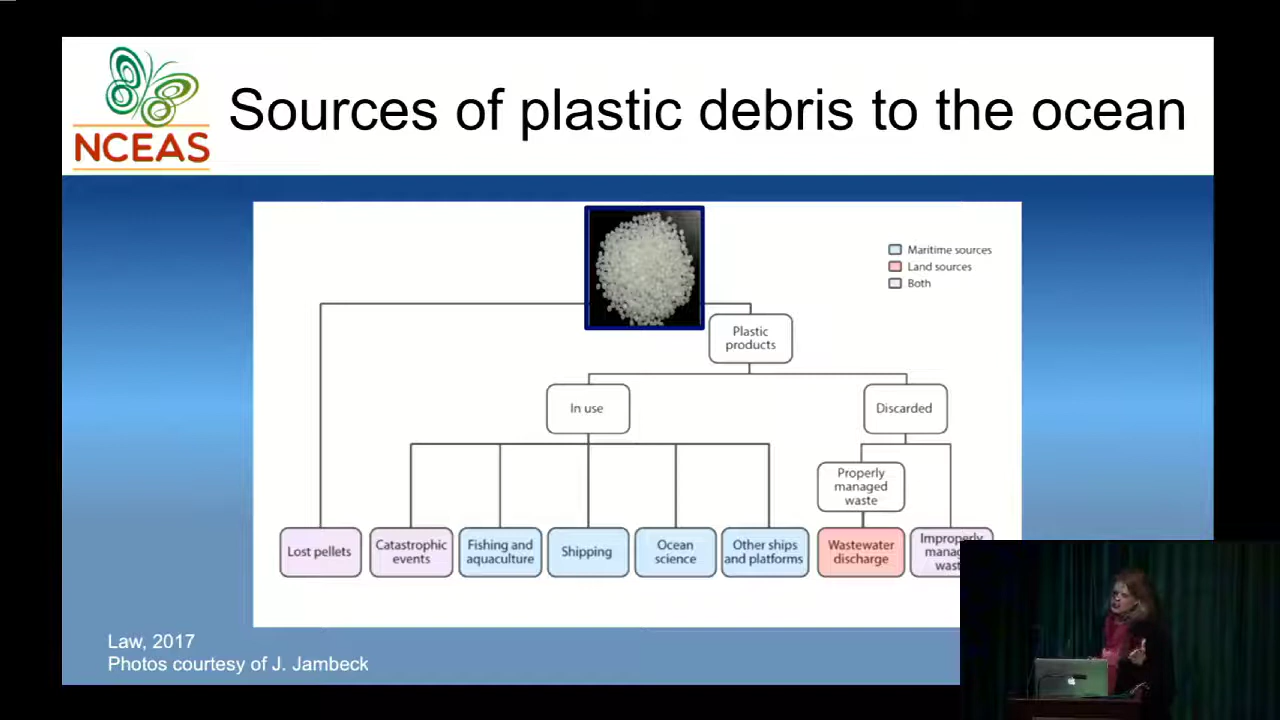 NCEAS
Sources of plastic debris to the ocean
Maritime sources
Land sources
Both
Plastic
products
In use
Discarded
Properly
managed
waste
Lost pellets
Catastrophic
events
Fishing and
aquaculture
Shipping
Ocean
science
Other ships
and platforms
Wastewater
discharge
Improperly
Law, 2017
Photos courtesy of J. Jambeck